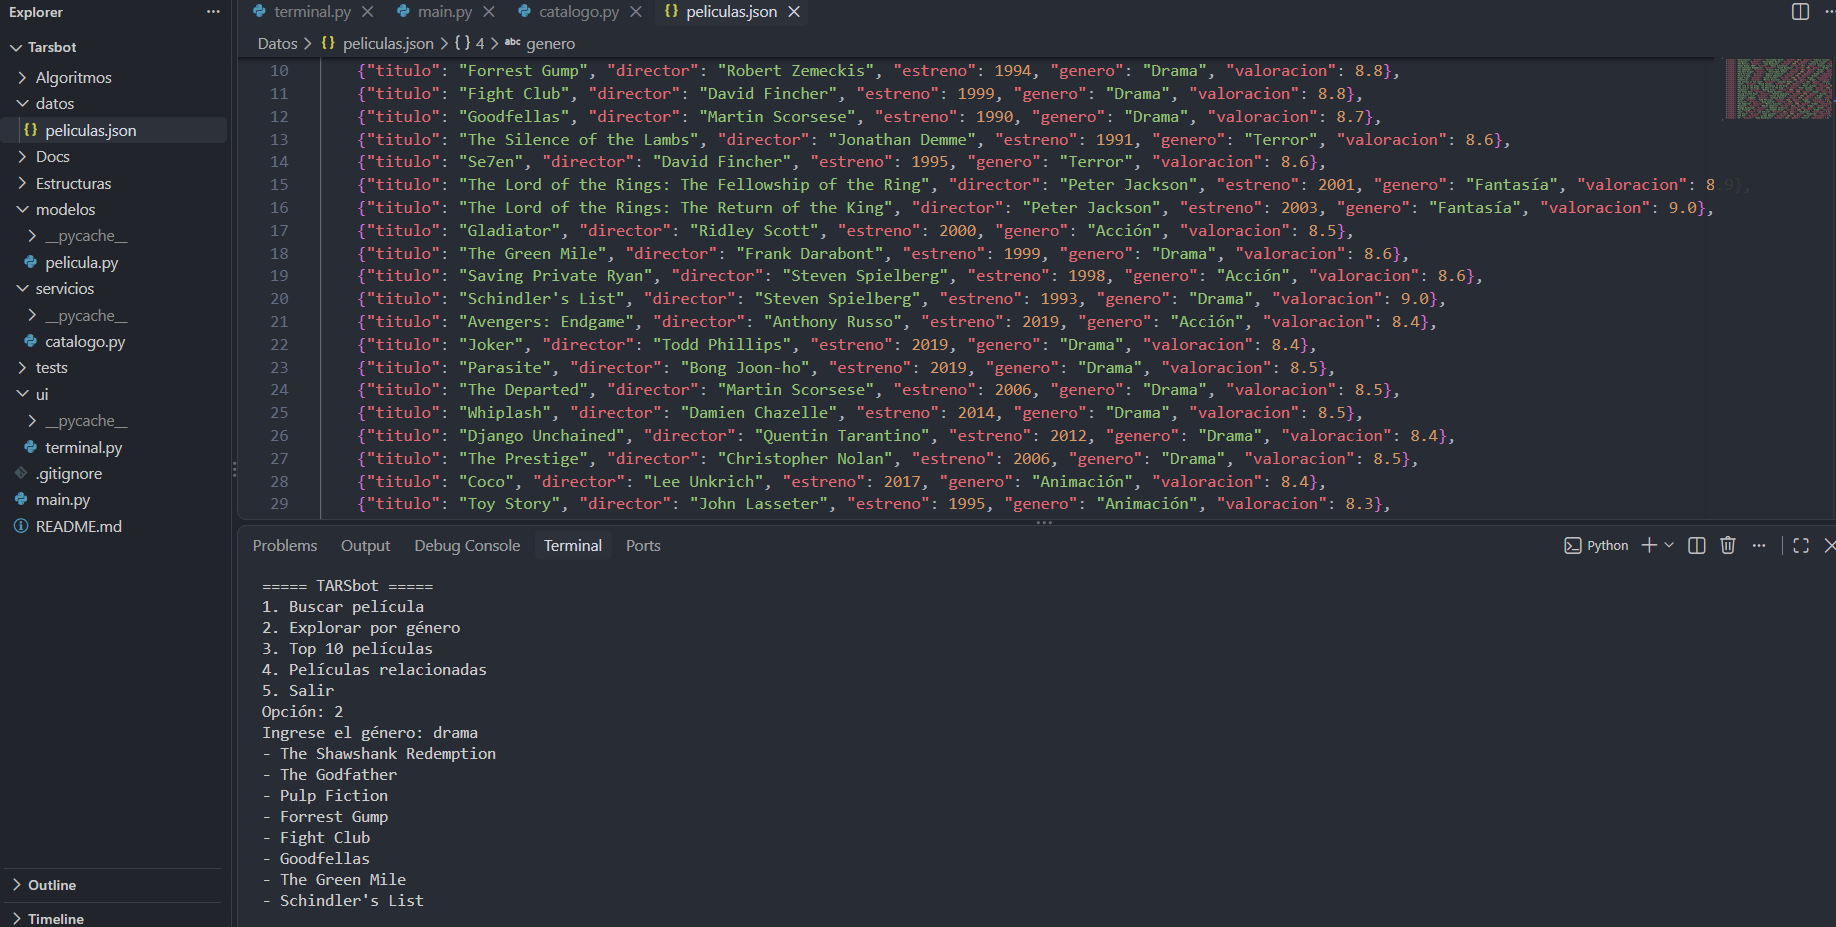 Explorer
Tarsbot
Algoritmos
datos
peliculas.json
Docs
Estructuras
modelos
__pycache__
pelicula.py
servicios
__pycache__
catalogo.py
tests
ui
__pycache__
terminal.py
.gitignore
main.py
README.md
Outline
Timeline
terminal.py main.py catalogo.py {} peliculas.json
Datos > {} peliculas.json > {} 4 > abc genero
10 {"titulo": "Forrest Gump", "director": "Robert Zemeckis", "estreno": 1994, "genero": "Drama", "valoracion": 8.8},
11 {"titulo": "Fight Club", "director": "David Fincher", "estreno": 1999, "genero": "Drama", "valoracion": 8.8},
12 {"titulo": "Goodfellas", "director": "Martin Scorsese", "estreno": 1990, "genero": "Drama", "valoracion": 8.7},
13 {"titulo": "The Silence of the Lambs", "director": "Jonathan Demme", "estreno": 1991, "genero": "Terror", "valoracion": 8.6},
14 {"titulo": "Se7en", "director": "David Fincher", "estreno": 1995, "genero": "Terror", "valoracion": 8.6},
15 {"titulo": "The Lord of the Rings: The Fellowship of the Ring", "director": "Peter Jackson", "estreno": 2001, "genero": "Fantasía", "valoracion": 8.9},
16 {"titulo": "The Lord of the Rings: The Return of the King", "director": "Peter Jackson", "estreno": 2003, "genero": "Fantasía", "valoracion": 9.0},
17 {"titulo": "Gladiator", "director": "Ridley Scott", "estreno": 2000, "genero": "Acción", "valoracion": 8.5},
18 {"titulo": "The Green Mile", "director": "Frank Darabont", "estreno": 1999, "genero": "Drama", "valoracion": 8.6},
19 {"titulo": "Saving Private Ryan", "director": "Steven Spielberg", "estreno": 1998, "genero": "Acción", "valoracion": 8.6},
20 {"titulo": "Schindler's List", "director": "Steven Spielberg", "estreno": 1993, "genero": "Drama", "valoracion": 9.0},
21 {"titulo": "Avengers: Endgame", "director": "Anthony Russo", "estreno": 2019, "genero": "Acción", "valoracion": 8.4},
22 {"titulo": "Joker", "director": "Todd Phillips", "estreno": 2019, "genero": "Drama", "valoracion": 8.4},
23 {"titulo": "Parasite", "director": "Bong Joon-ho", "estreno": 2019, "genero": "Drama", "valoracion": 8.5},
24 {"titulo": "The Departed", "director": "Martin Scorsese", "estreno": 2006, "genero": "Drama", "valoracion": 8.5},
25 {"titulo": "Whiplash", "director": "Damien Chazelle", "estreno": 2014, "genero": "Drama", "valoracion": 8.5},
26 {"titulo": "Django Unchained", "director": "Quentin Tarantino", "estreno": 2012, "genero": "Drama", "valoracion": 8.4},
27 {"titulo": "The Prestige", "director": "Christopher Nolan", "estreno": 2006, "genero": "Drama", "valoracion": 8.5},
28 {"titulo": "Coco", "director": "Lee Unkrich", "estreno": 2017, "genero": "Animación", "valoracion": 8.4},
29 {"titulo": "Toy Story", "director": "John Lasseter", "estreno": 1995, "genero": "Animación", "valoracion": 8.3},
Problems Output Debug Console Terminal Ports Python
===== TARSbot =====
1. Buscar película
2. Explorar por género
3. Top 10 películas
4. Películas relacionadas
5. Salir
Opción: 2
Ingrese el género: drama
- The Shawshank Redemption
- The Godfather
- Pulp Fiction
- Forrest Gump
- Fight Club
- Goodfellas
- The Green Mile
- Schindler's List